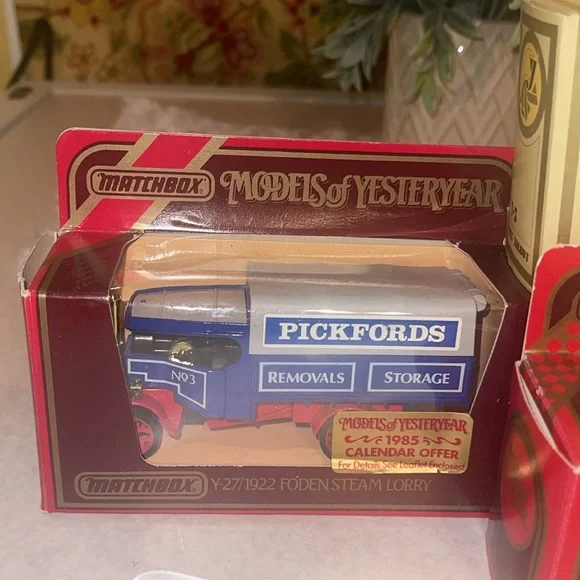 MATCHBOX MODELS of YESTERYEAR
PICKFORDS
No3
REMOVALS STORAGE
MODELS of YESTERYEAR
1985
CALENDAR OFFER
For Details See Leaflet Enclosed
MATCHBOX Y-27/1922 FODEN STEAM LORRY